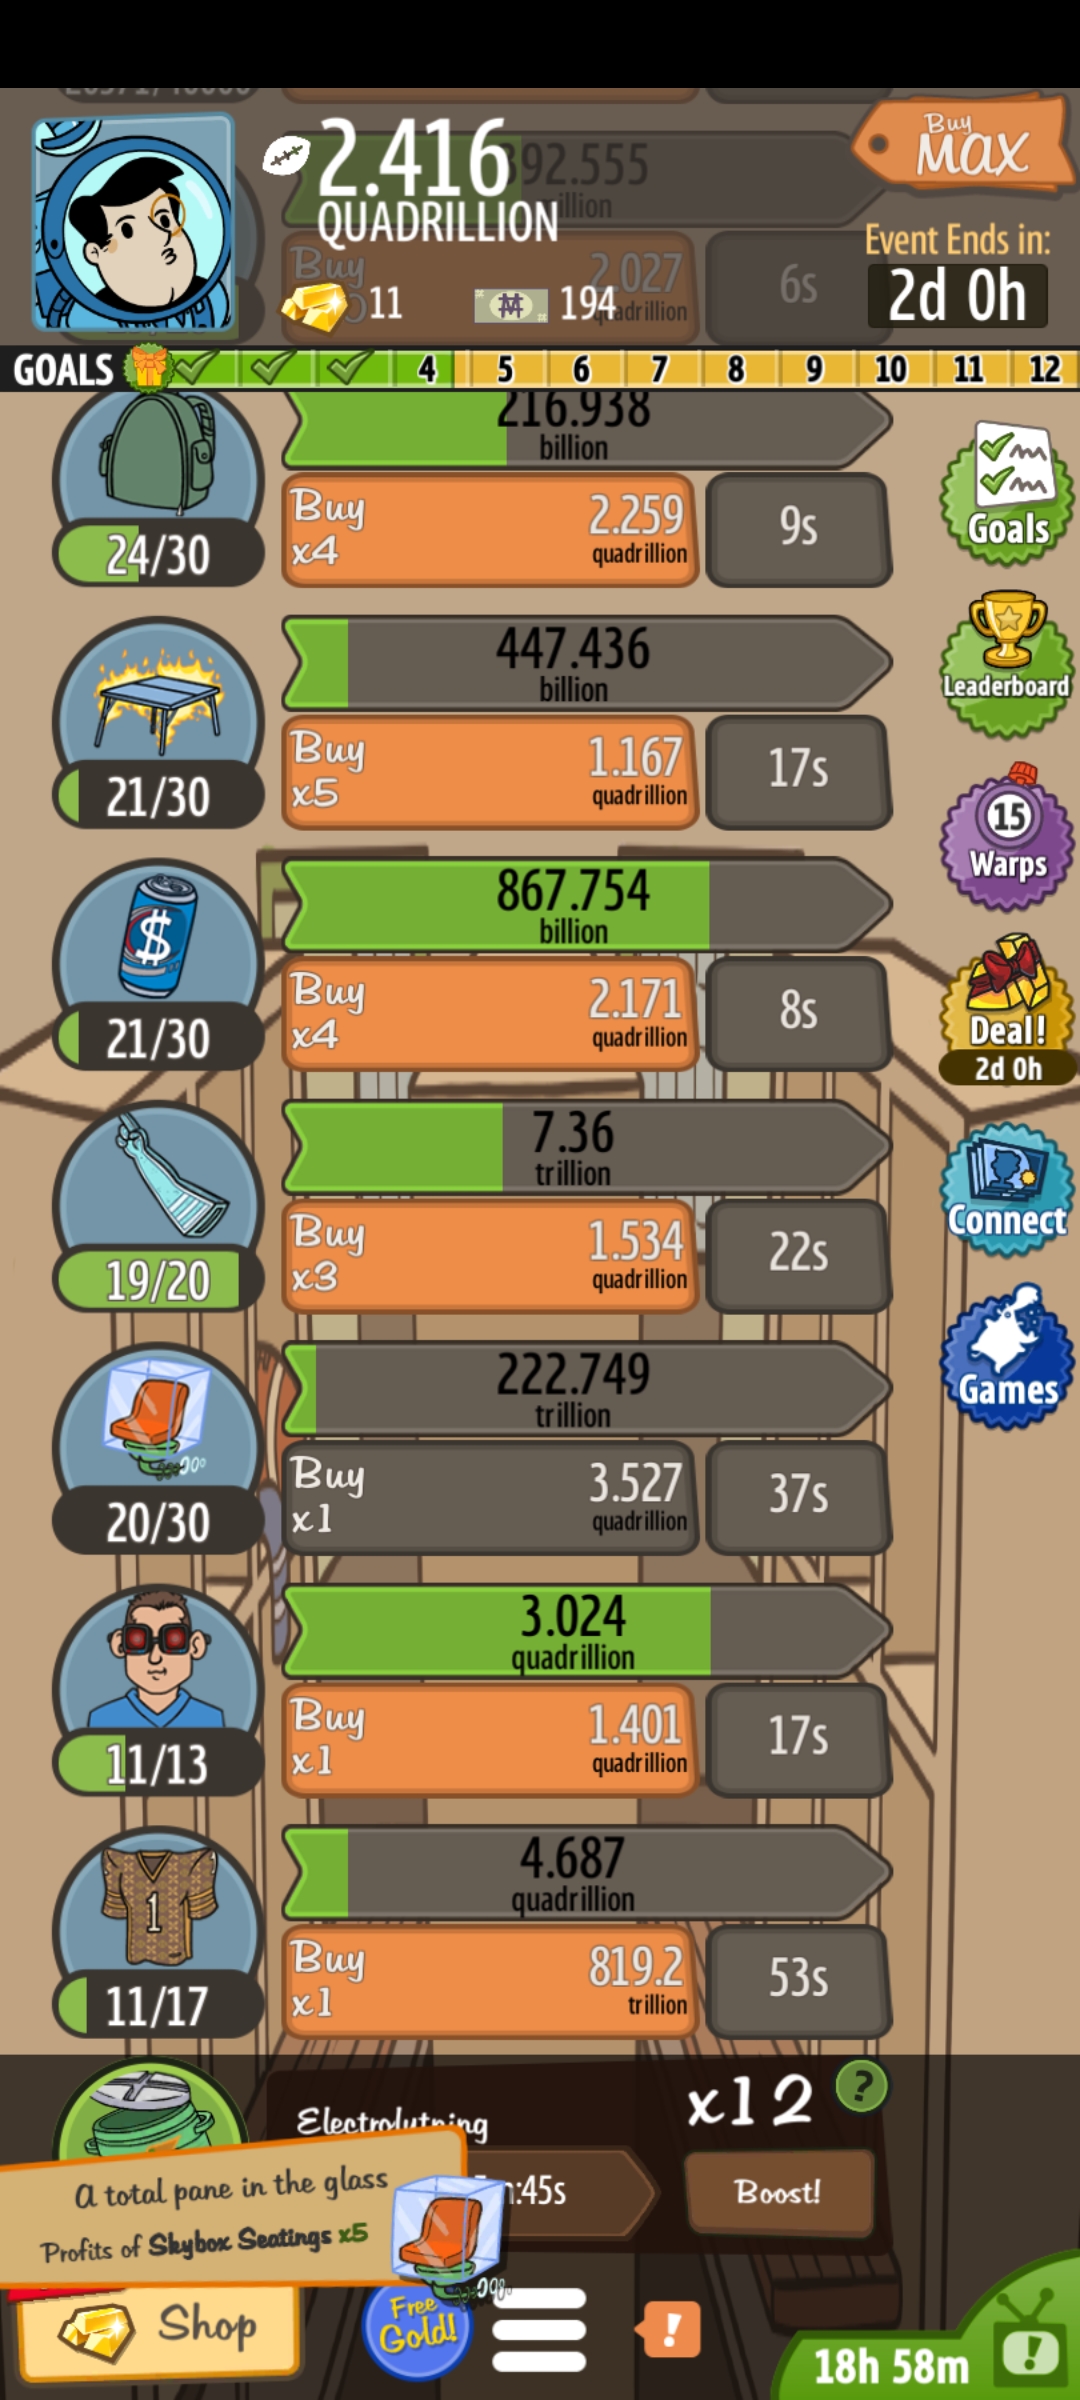 2.416
QUADRILLION
11
194
Buy
MAX
Event Ends in:
2d 0h
392.555
Buy
2.027
6s
GOALS
4
5
6
7
8
9
10
11
12
216.938
billion
24/30
Buy
x4
2.259
quadrillion
9s
Goals
447.436
billion
21/30
Buy
x5
1.167
quadrillion
17s
Leaderboard
15
Warps
867.754
billion
$
21/30
Buy
x4
2.171
quadrillion
8s
Deal!
2d 0h
7.36
trillion
19/20
Buy
x3
1.534
quadrillion
22s
Connect
222.749
trillion
20/30
Buy
x1
3.527
quadrillion
37s
Games
3.024
quadrillion
11/13
Buy
x1
1.401
quadrillion
17s
4.687
quadrillion
1
11/17
Buy
x1
819.2
trillion
53s
x12
?
:45s
Boost!
A total pane in the glass
Profits of Skybox Seatings x5
Shop
Free
Gold!
!
18h 58m
!